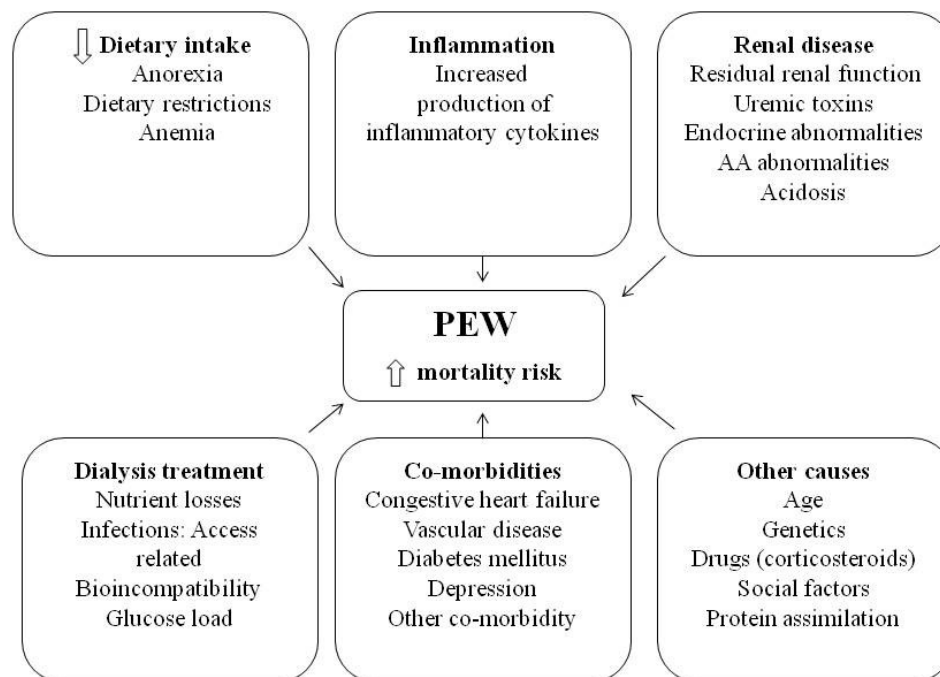 Dietary intake
Anorexia
Dietary restrictions
Anemia
Inflammation
Increased
production of
inflammatory cytokines
Renal disease
Residual renal function
Uremic toxins
Endocrine abnormalities
AA abnormalities
Acidosis
PEW
mortality risk
Dialysis treatment
Nutrient losses
Infections: Access
related
Bioincompatibility
Glucose load
Co-morbidities
Congestive heart failure
Vascular disease
Diabetes mellitus
Depression
Other co-morbidity
Other causes
Age
Genetics
Drugs (corticosteroids)
Social factors
Protein assimilation